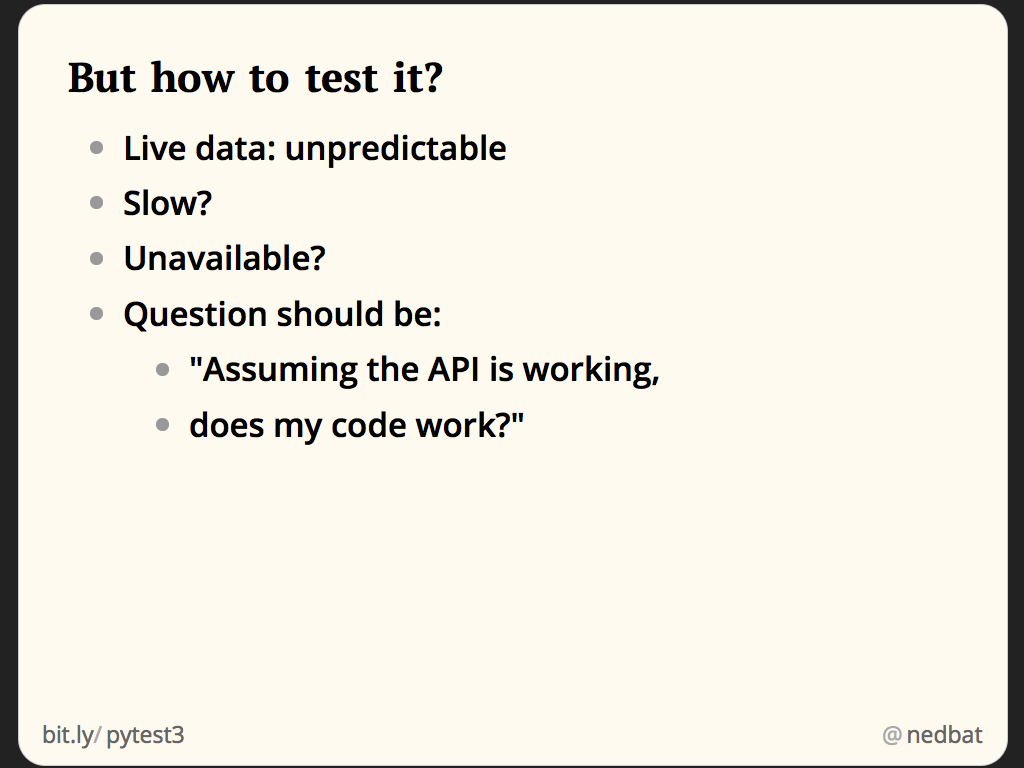 But how to test it?
Live data: unpredictable
Slow?
Unavailable?
Question should be:
"Assuming the API is working,
does my code work?"
bit.ly/ pytest3
@ nedbat